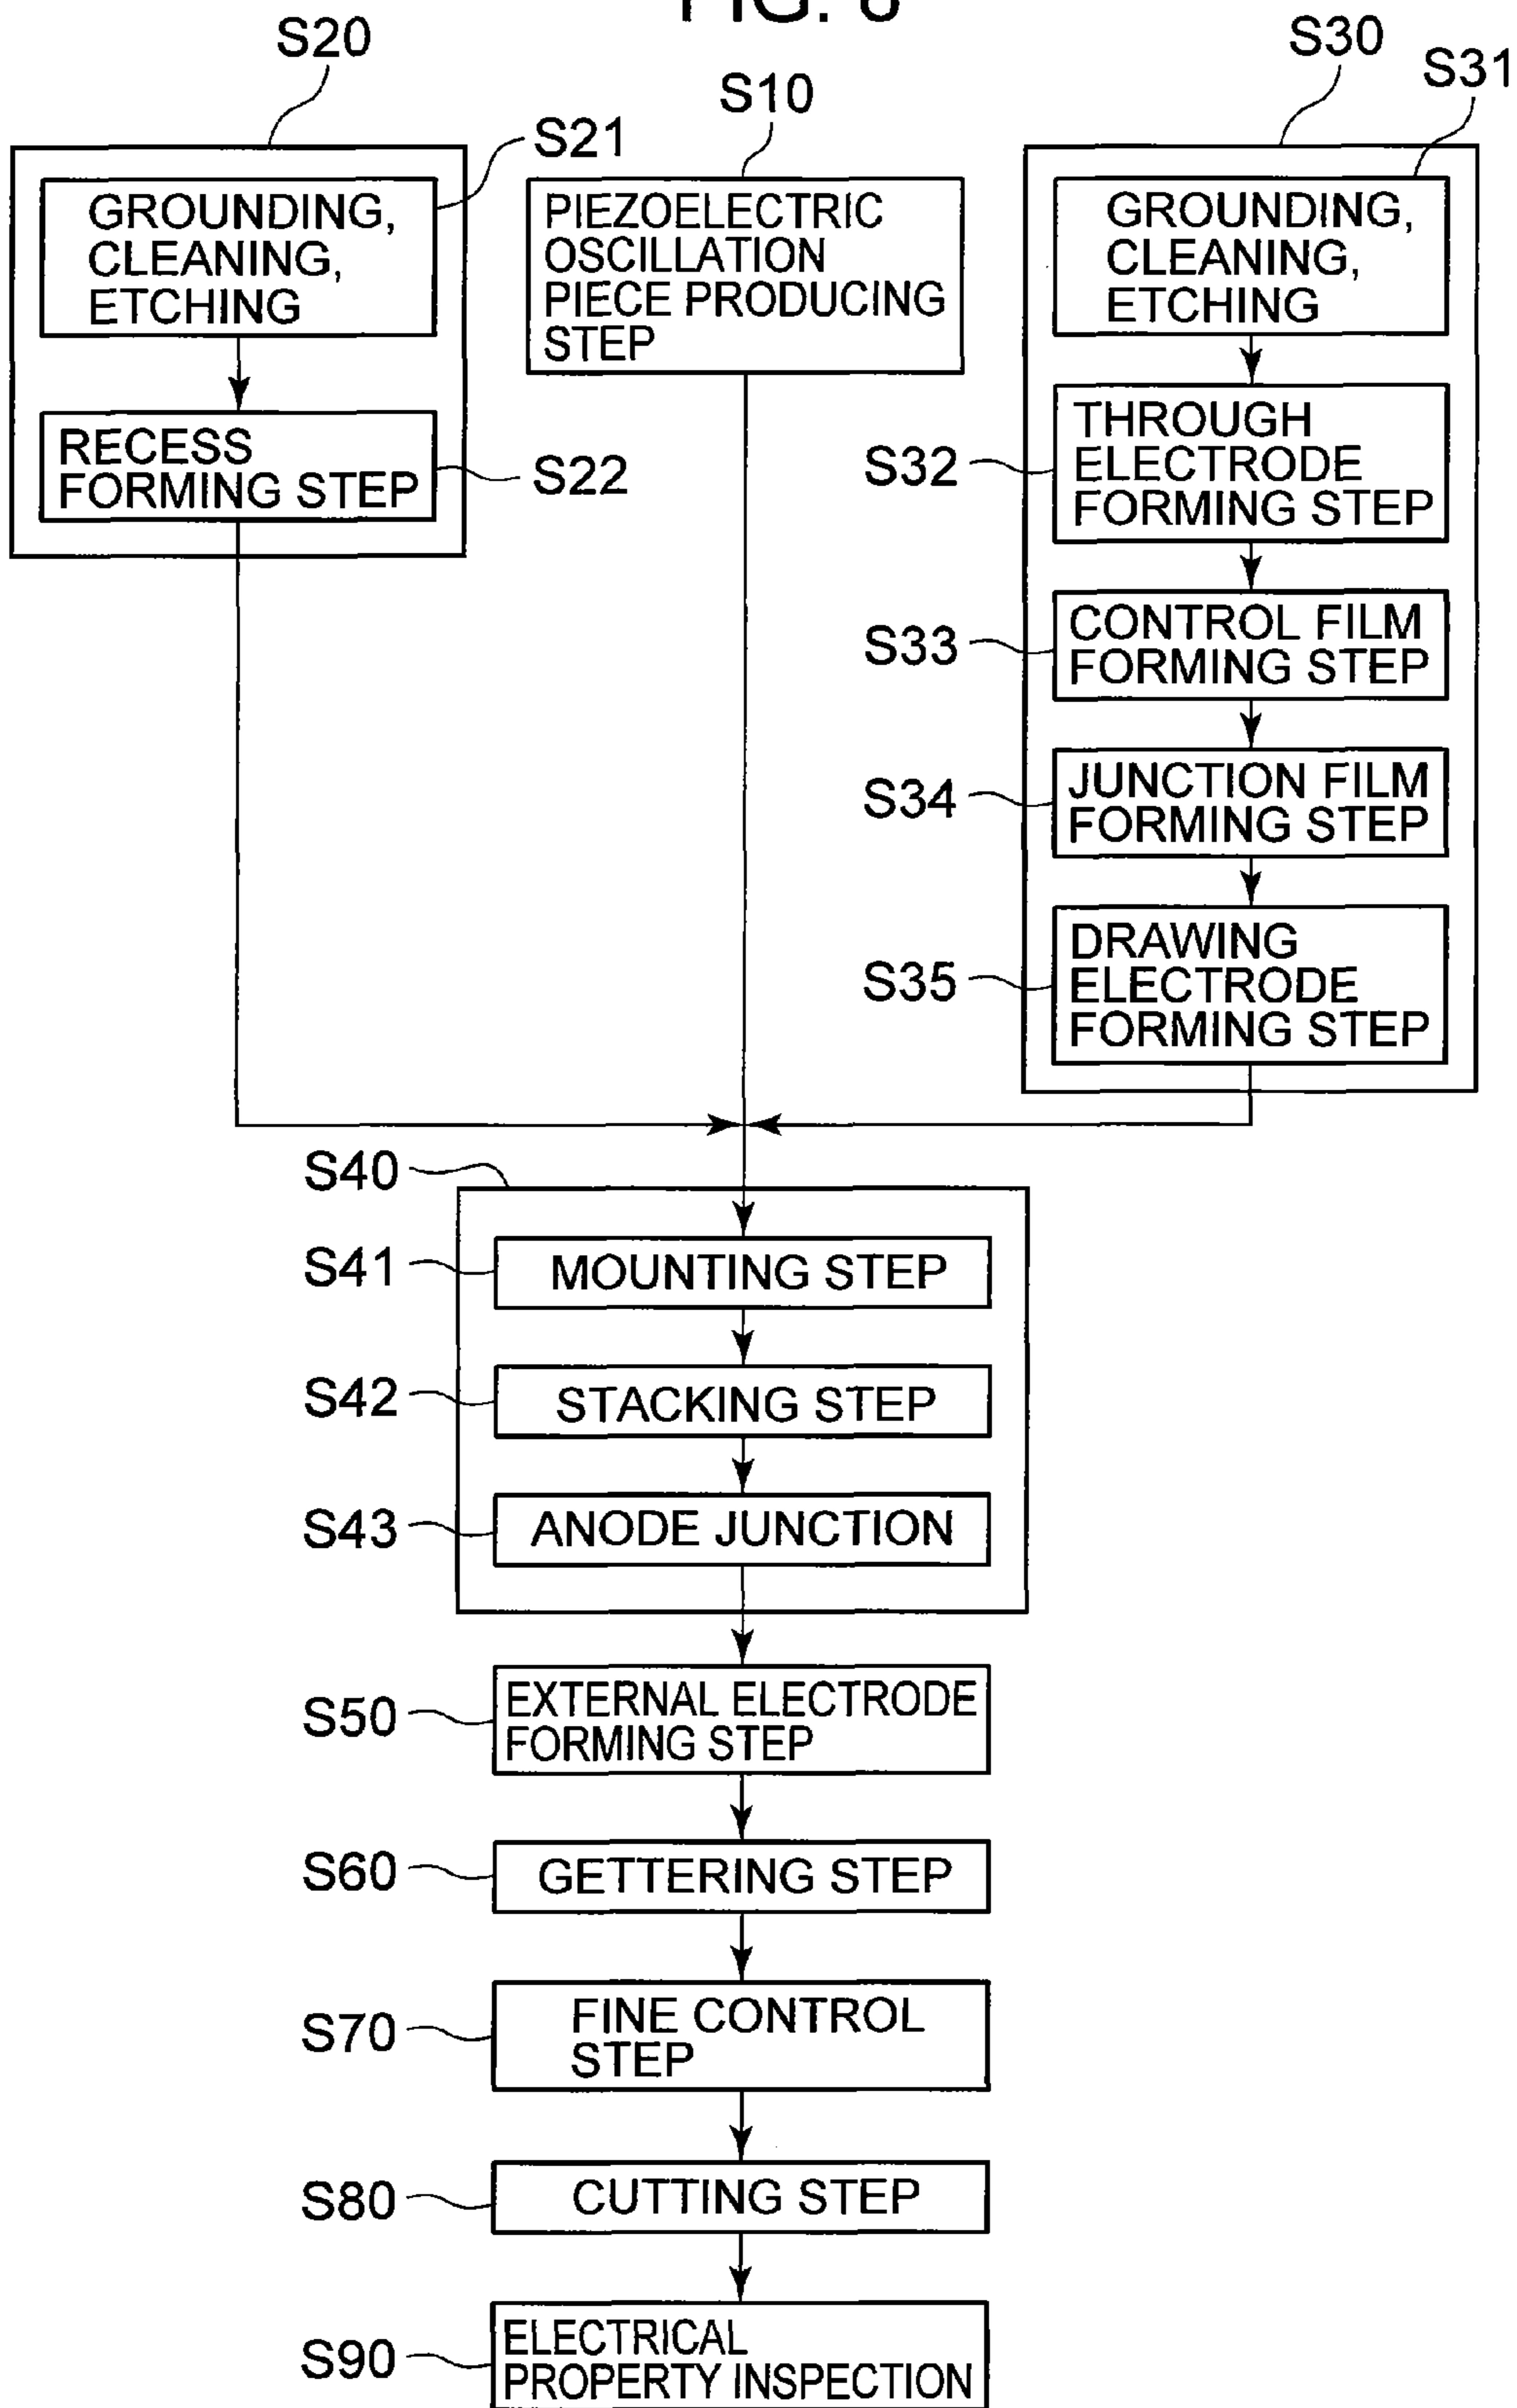 FIG. 8
S20
S30
S31
S10
S21
GROUNDING,
CLEANING,
ETCHING
PIEZOELECTRIC
OSCILLATION
PIECE PRODUCING
STEP
GROUNDING,
CLEANING,
ETCHING
RECESS
FORMING STEP
S22
S32
THROUGH
ELECTRODE
FORMING STEP
S33
CONTROL FILM
FORMING STEP
S34
JUNCTION FILM
FORMING STEP
S35
DRAWING
ELECTRODE
FORMING STEP
S40
S41
MOUNTING STEP
S42
STACKING STEP
S43
ANODE JUNCTION
S50
EXTERNAL ELECTRODE
FORMING STEP
S60
GETTERING STEP
S70
FINE CONTROL
STEP
S80
CUTTING STEP
S90
ELECTRICAL
PROPERTY INSPECTION